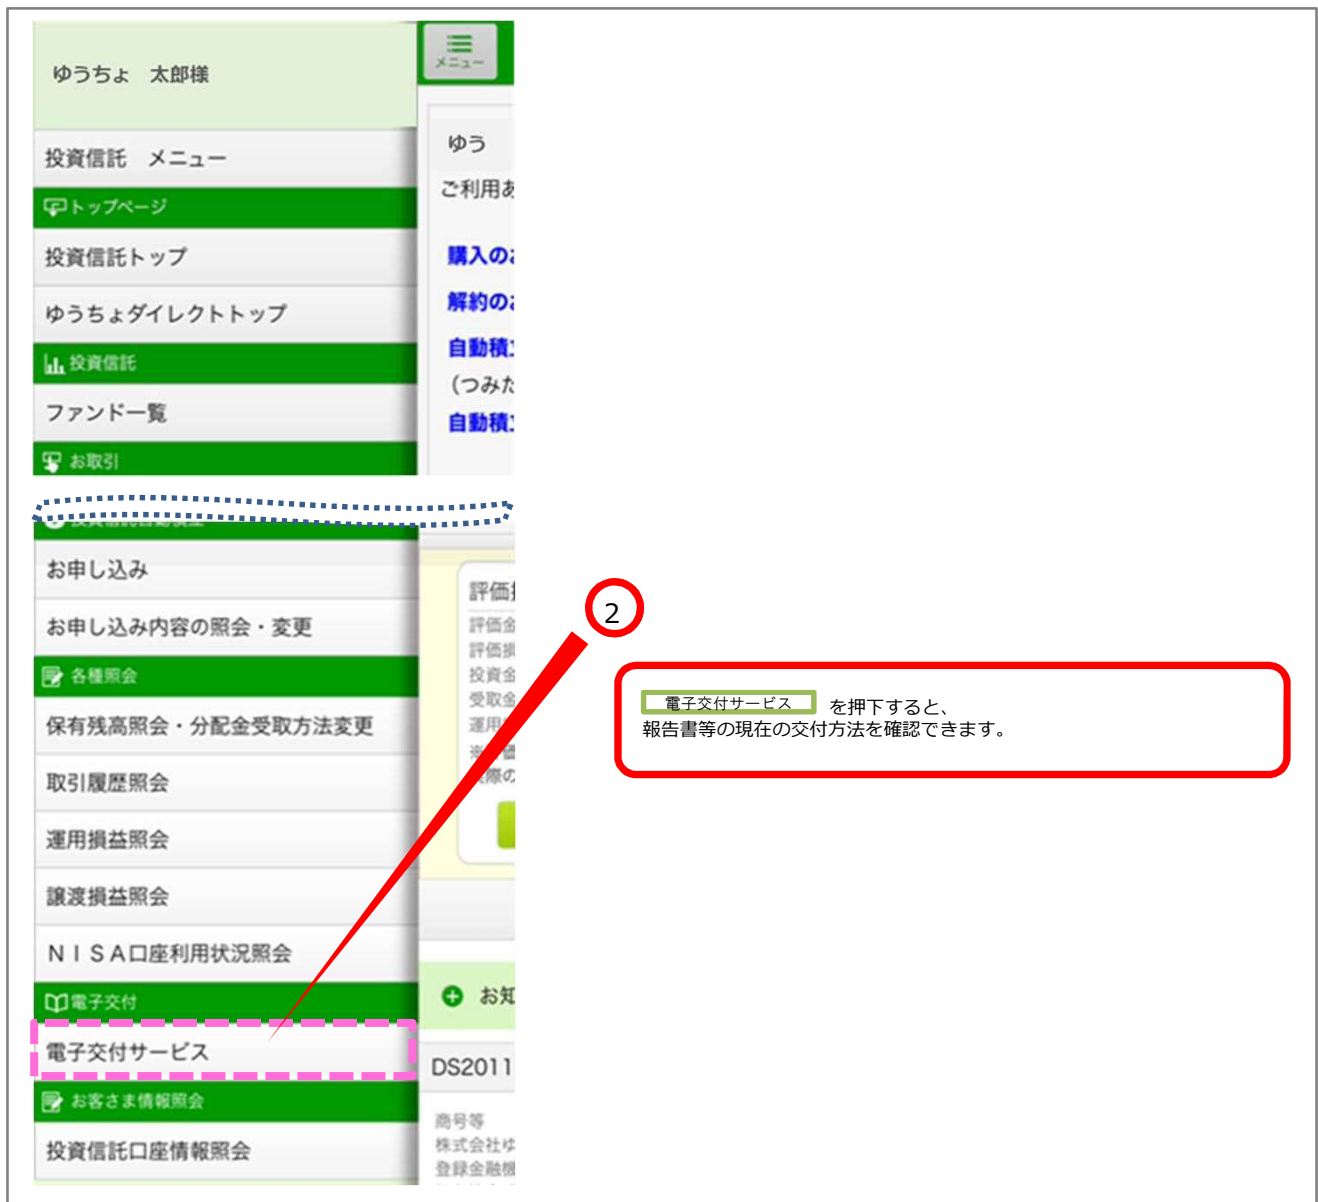 ゆうちょ　太郎様
メニュー
投資信託　メニュー
トップページ
投資信託トップ
ゆうちょダイレクトトップ
投資信託
ファンド一覧
お取引
ゆう
ご利用あ
購入の
解約の
自動積
（つみた
自動積
お申し込み
お申し込み内容の照会・変更
各種照会
保有残高照会・分配金受取方法変更
取引履歴照会
運用損益照会
譲渡損益照会
ＮＩＳＡ口座利用状況照会
電子交付
電子交付サービス
お客さま情報照会
投資信託口座情報照会
評価
評価金
評価損
投資金
受取金
運用
際の
お知
DS2011
商号等
株式会社ゆ
登録金融機
2
電子交付サービス を押下すると、
報告書等の現在の交付方法を確認できます。